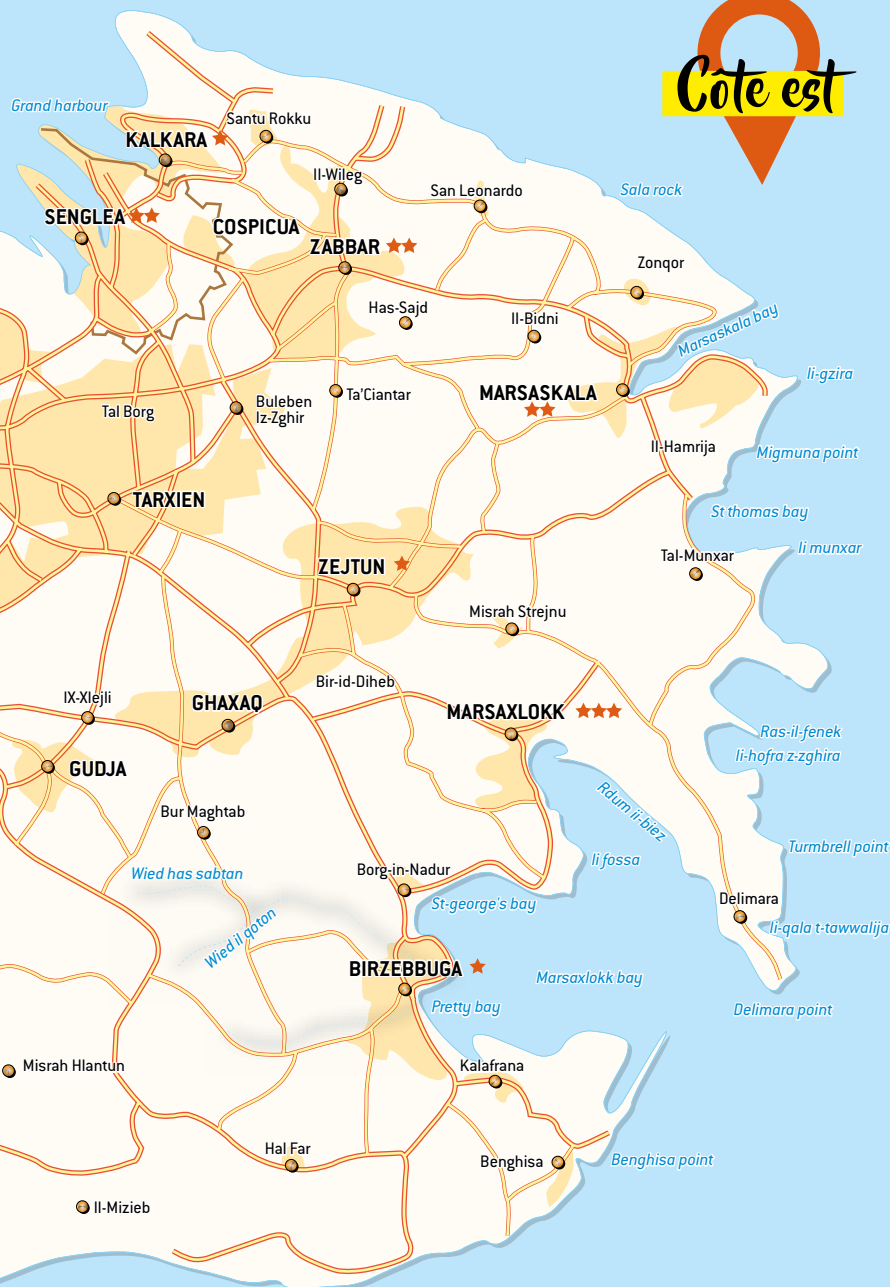 Côte est
Grand harbour
Santu Rokku
KALKARA
Il-Wileg
San Leonardo
Sala rock
SENGLEA
COSPICUA
ZABBAR
Zonqor
Has-Sajd
Il-Bidni
Marsaskala bay
li-gzira
MARSASKALA
Ta'Ciantar
Buleben
Iz-Zghir
Tal Borg
Il-Hamrija
Migmuna point
TARXIEN
St thomas bay
li munxar
Tal-Munxar
ZEJTUN
Misrah Strejnu
Bir-id-Diheb
IX-Xlejli
GHAXAQ
MARSAXLOKK
Ras-il-fenek
li-hofra z-zghira
GUDJA
Rdum ii-biez
Bur Maghtab
Turmbrell point
li fossa
Wied has sabtan
Borg-in-Nadur
St-george's bay
Delimara
li-qala t-tawwalija
Wied il qoton
BIRZEBBUGA
Marsaxlokk bay
Pretty bay
Delimara point
Misrah Hlantun
Kalafrana
Hal Far
Benghisa
Benghisa point
Il-Mizieb